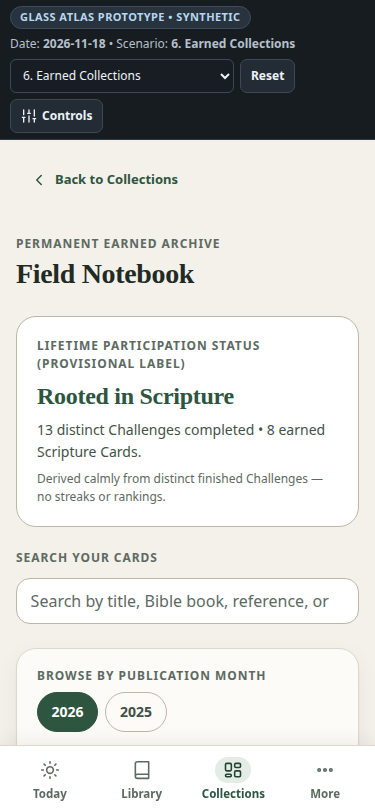 GLASS ATLAS PROTOTYPE • SYNTHETIC
Date: 2026-11-18 • Scenario: 6. Earned Collections
6. Earned Collections
Reset
Controls
Back to Collections
PERMANENT EARNED ARCHIVE
Field Notebook
LIFETIME PARTICIPATION STATUS
(PROVISIONAL LABEL)
Rooted in Scripture
13 distinct Challenges completed • 8 earned
Scripture Cards.
Derived calmly from distinct finished Challenges —
no streaks or rankings.
SEARCH YOUR CARDS
Search by title, Bible book, reference, or
BROWSE BY PUBLICATION MONTH
2026
2025
Today
Library
Collections
More